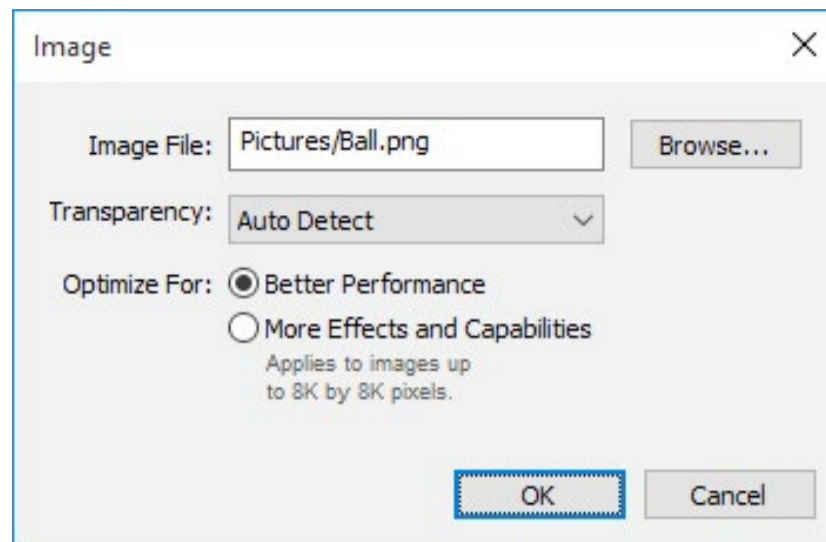 Image
Image File: Pictures/Ball.png Browse...
Transparency: Auto Detect
Optimize For: Better Performance
More Effects and Capabilities
Applies to images up
to 8K by 8K pixels.
OK Cancel